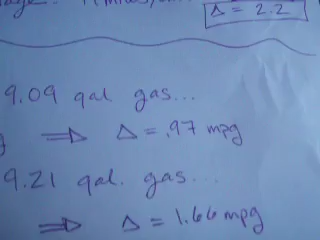 Δ = 2.2
9.09 gal. gas...
⇒ Δ = .97 mpg
9.21 gal. gas...
⇒ Δ = 1.66 mpg